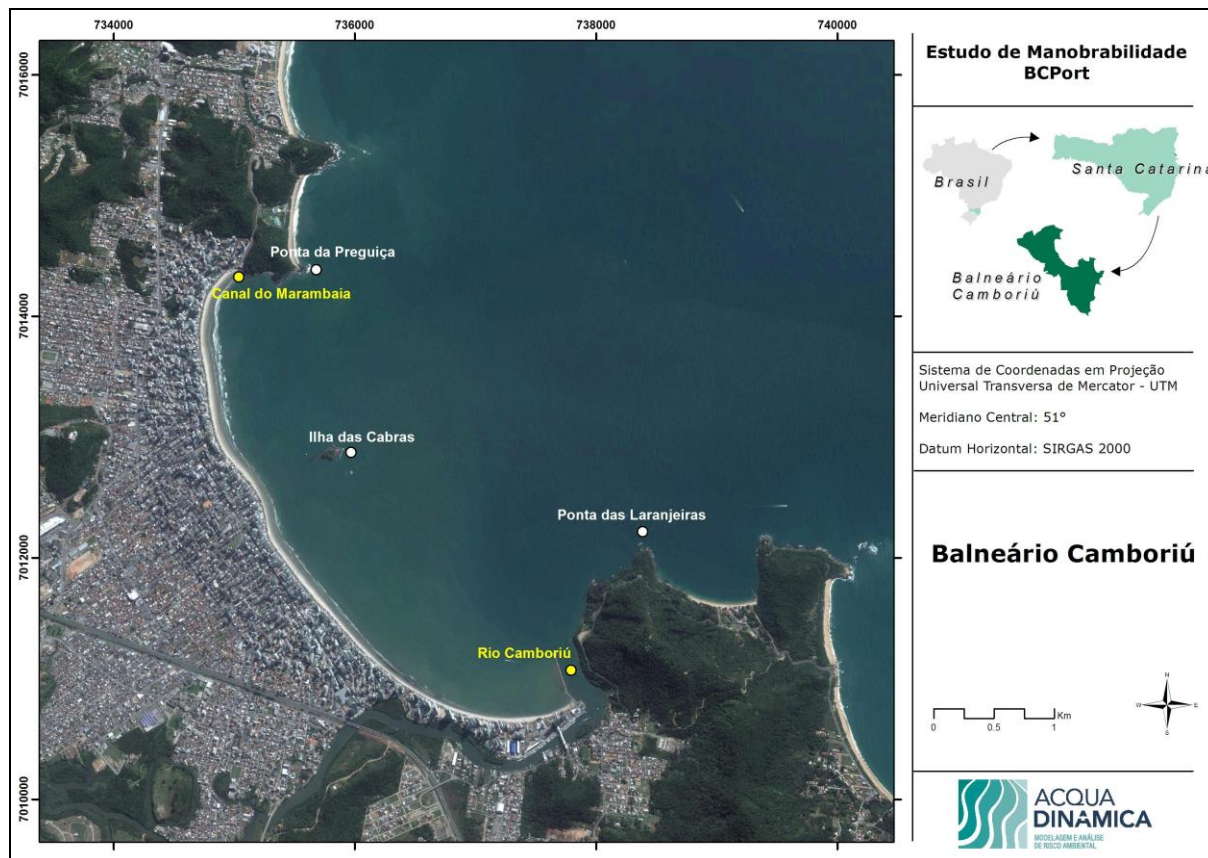 734000
736000
738000
740000
7016000
7014000
7012000
7010000
Ponta da Preguiça
Canal do Marambaia
Ilha das Cabras
Ponta das Laranjeiras
Rio Camboriú
Estudo de Manobrabilidade
BCPort
Brasil
Santa Catarina
Balneário
Camboriú
Sistema de Coordenadas em Projeção
Universal Transversa de Mercator - UTM
Meridiano Central: 51°
Datum Horizontal: SIRGAS 2000
Balneário Camboriú
Km
0 0.5 1
N
W E
S
ACQUA
DINÂMICA
MODELAGEM E ANÁLISE
DE RISCO AMBIENTAL